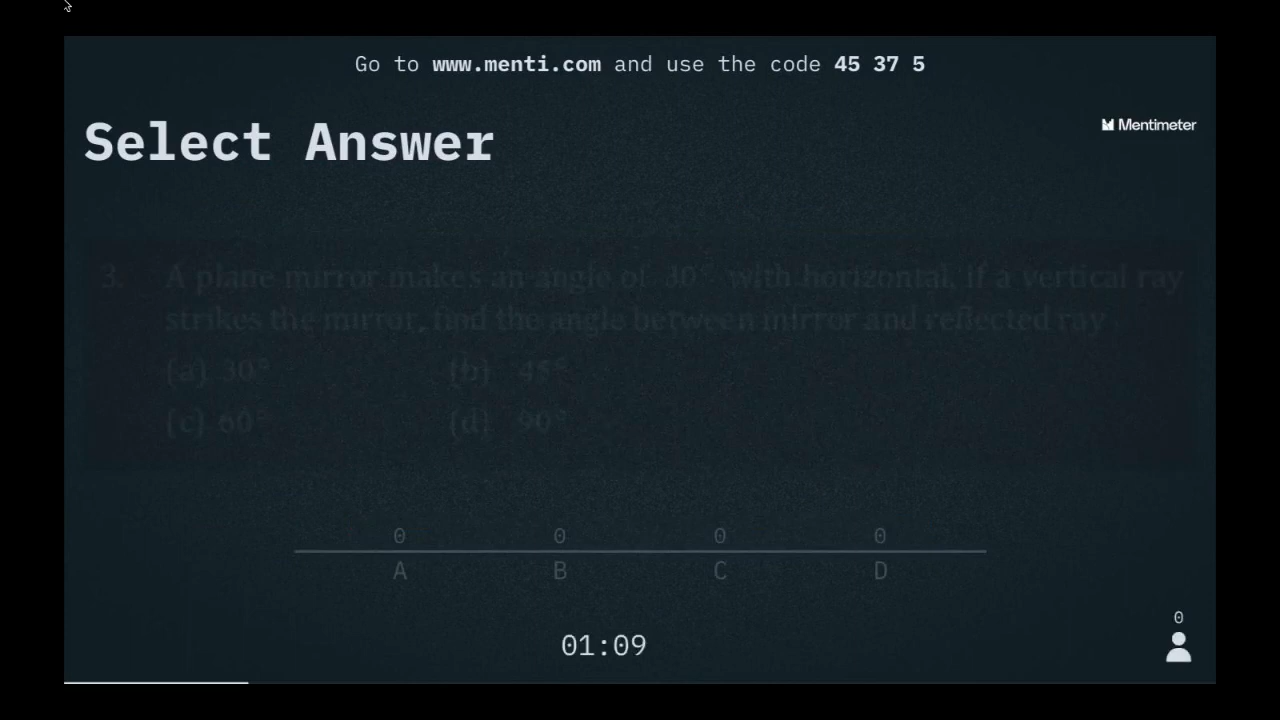 Go to www.menti.com and use the code 45 37 5
Select Answer
Mentimeter
3. A plane mirror makes an angle of 30° with horizontal, if a vertical ray
strikes the mirror, find the angle between mirror and reflected ray
(a) 30° (b) 45°
(c) 60° (d) 90°
0 0 0 0
A B C D
01:09
0